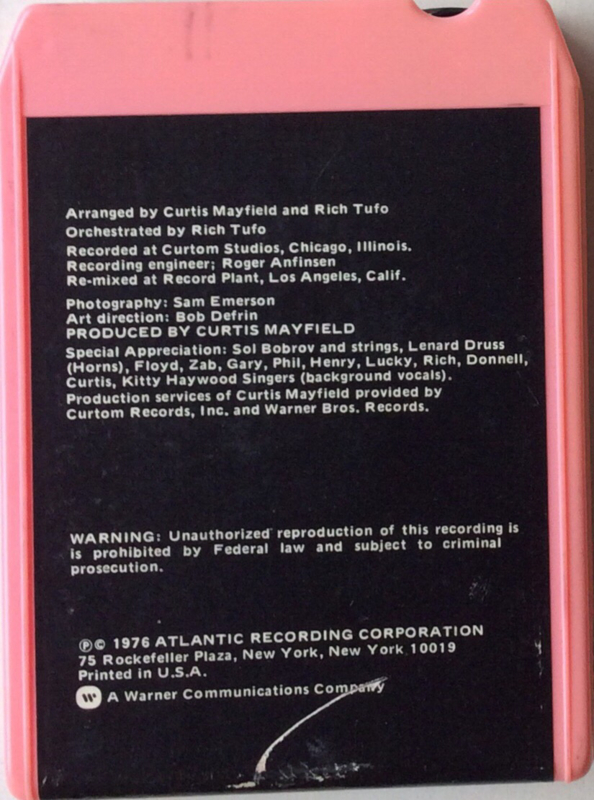 Arranged by Curtis Mayfield and Rich Tufo
Orchestrated by Rich Tufo
Recorded at Curtom Studios, Chicago, Illinois.
Recording engineer; Roger Anfinsen
Re-mixed at Record Plant, Los Angeles, Calif.
Photography: Sam Emerson
Art direction: Bob Defrin
PRODUCED BY CURTIS MAYFIELD
Special Appreciation: Sol Bobrov and strings, Lenard Druss
(Horns), Floyd, Zab, Gary, Phil, Henry, Lucky, Rich, Donnell,
Curtis, Kitty Haywood Singers (background vocals).
Production services of Curtis Mayfield provided by
Curtom Records, Inc. and Warner Bros. Records.
WARNING: Unauthorized reproduction of this recording is
is prohibited by Federal law and subject to criminal
prosecution.
℗© 1976 ATLANTIC RECORDING CORPORATION
75 Rockefeller Plaza, New York, New York 10019
Printed in U.S.A.
A Warner Communications Company